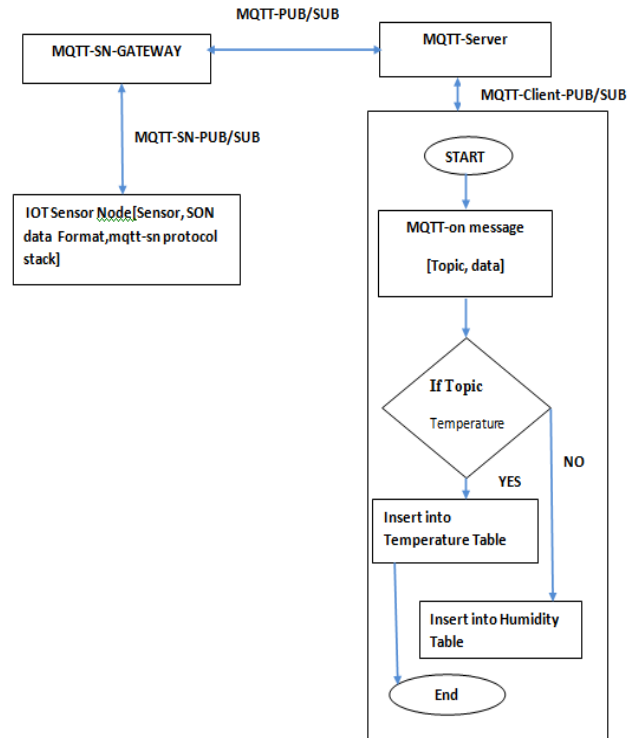 MQTT-PUB/SUB
MQTT-SN-GATEWAY
MQTT-Server
MQTT-Client-PUB/SUB
MQTT-SN-PUB/SUB
START
IOT Sensor Node[Sensor, SON
data Format,mqtt-sn protocol
stack]
MQTT-on message
[Topic, data]
If Topic
Temperature
NO
YES
Insert into
Temperature Table
Insert into Humidity
Table
End